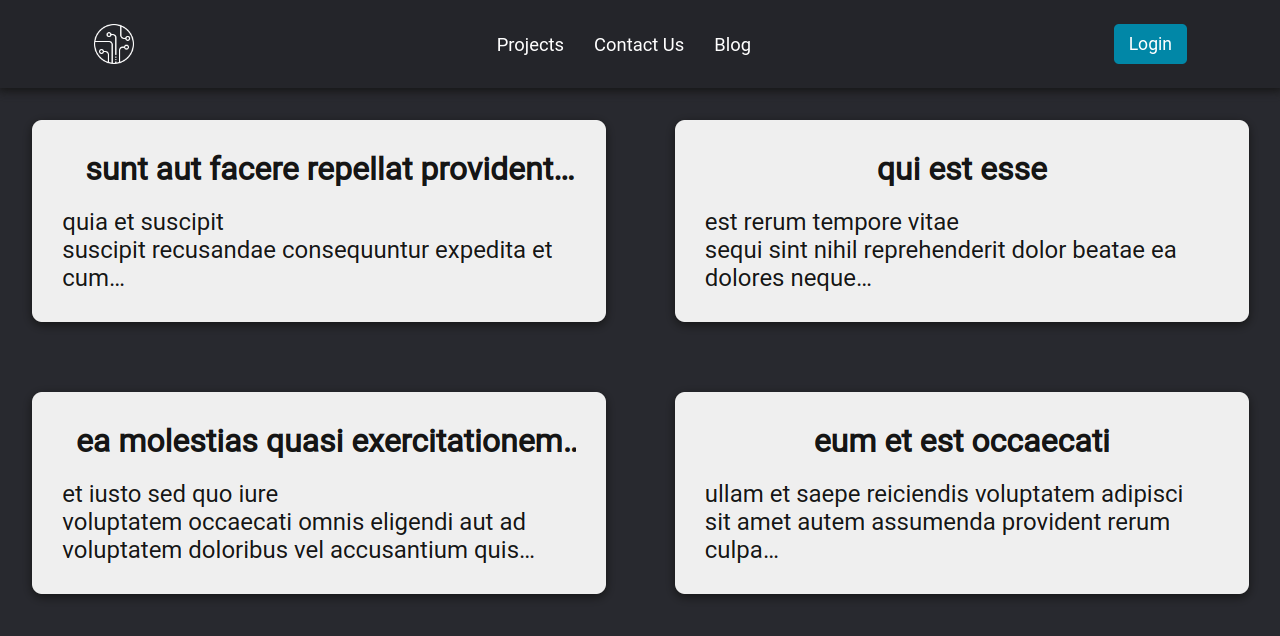 Projects Contact Us Blog Login
sunt aut facere repellat provident...
quia et suscipit
suscipit recusandae consequuntur expedita et
cum...
qui est esse
est rerum tempore vitae
sequi sint nihil reprehenderit dolor beatae ea
dolores neque...
ea molestias quasi exercitationem..
et iusto sed quo iure
voluptatem occaecati omnis eligendi aut ad
voluptatem doloribus vel accusantium quis...
eum et est occaecati
ullam et saepe reiciendis voluptatem adipisci
sit amet autem assumenda provident rerum
culpa...